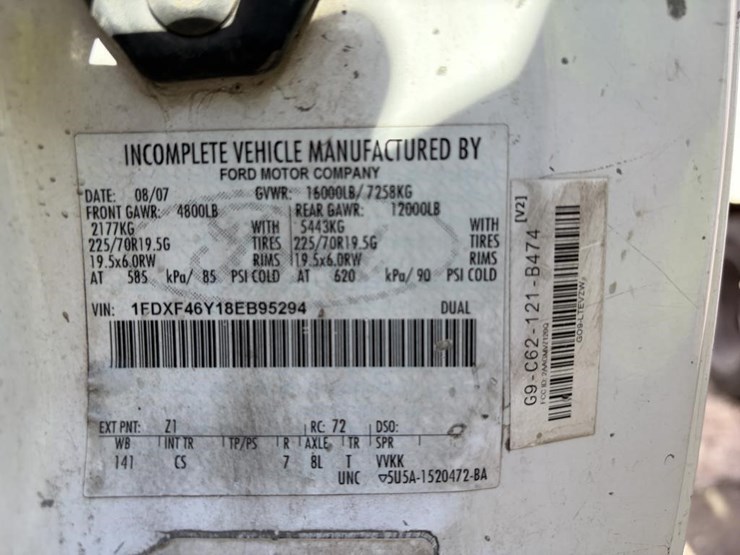 INCOMPLETE VEHICLE MANUFACTURED BY
FORD MOTOR COMPANY
DATE: 08/07 GVWR: 16000LB/ 7258KG
FRONT GAWR: 4800LB REAR GAWR: 12000LB
2177KG WITH 5443KG WITH
225/70R19.5G TIRES 225/70R19.5G TIRES
19.5x6.0RW RIMS 19.5x6.0RW RIMS
AT 585 kPa/ 85 PSI COLD AT 620 kPa/ 90 PSI COLD
VIN: 1FDXF46Y18EB95294 DUAL
EXT PNT: Z1 RC: 72 DSO:
WB INT TR TP/PS R AXLE TR SPR
141 CS 7 8L T VVKK
UNC 5U5A-1520472-BA
[V2]
G9-C62-121-B474
FCC ID:
GO9-LTEVZW